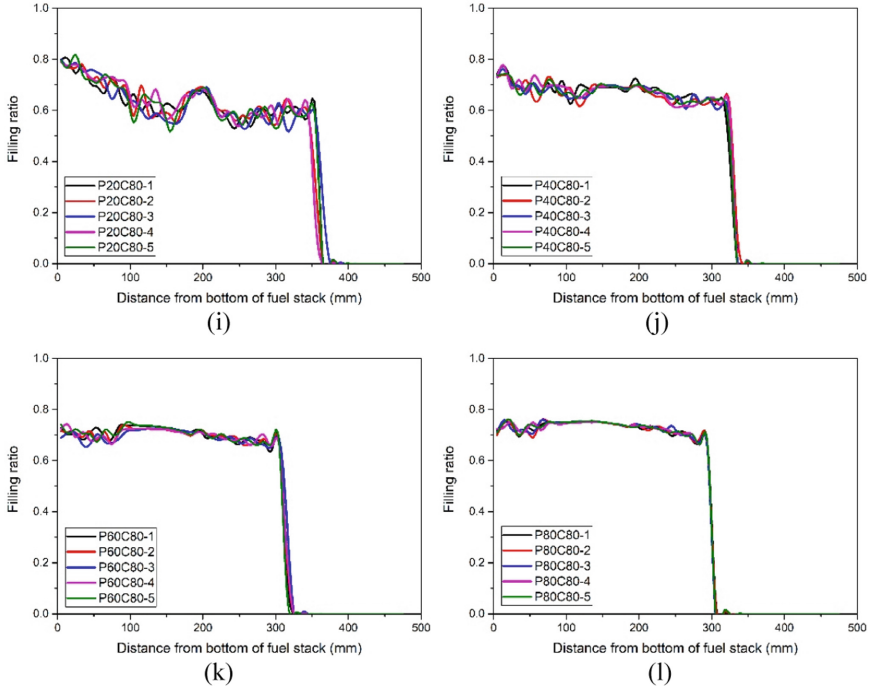 1.0
0.8
0.6
0.4
0.2
0.0
Filling ratio
P20C80-1
P20C80-2
P20C80-3
P20C80-4
P20C80-5
0 100 200 300 400 500
Distance from bottom of fuel stack (mm)
(i)
1.0
0.8
0.6
0.4
0.2
0.0
Filling ratio
P40C80-1
P40C80-2
P40C80-3
P40C80-4
P40C80-5
0 100 200 300 400 500
Distance from bottom of fuel stack (mm)
(j)
1.0
0.8
0.6
0.4
0.2
0.0
Filling ratio
P60C80-1
P60C80-2
P60C80-3
P60C80-4
P60C80-5
0 100 200 300 400 500
Distance from bottom of fuel stack (mm)
(k)
1.0
0.8
0.6
0.4
0.2
0.0
Filling ratio
P80C80-1
P80C80-2
P80C80-3
P80C80-4
P80C80-5
0 100 200 300 400 500
Distance from bottom of fuel stack (mm)
(l)